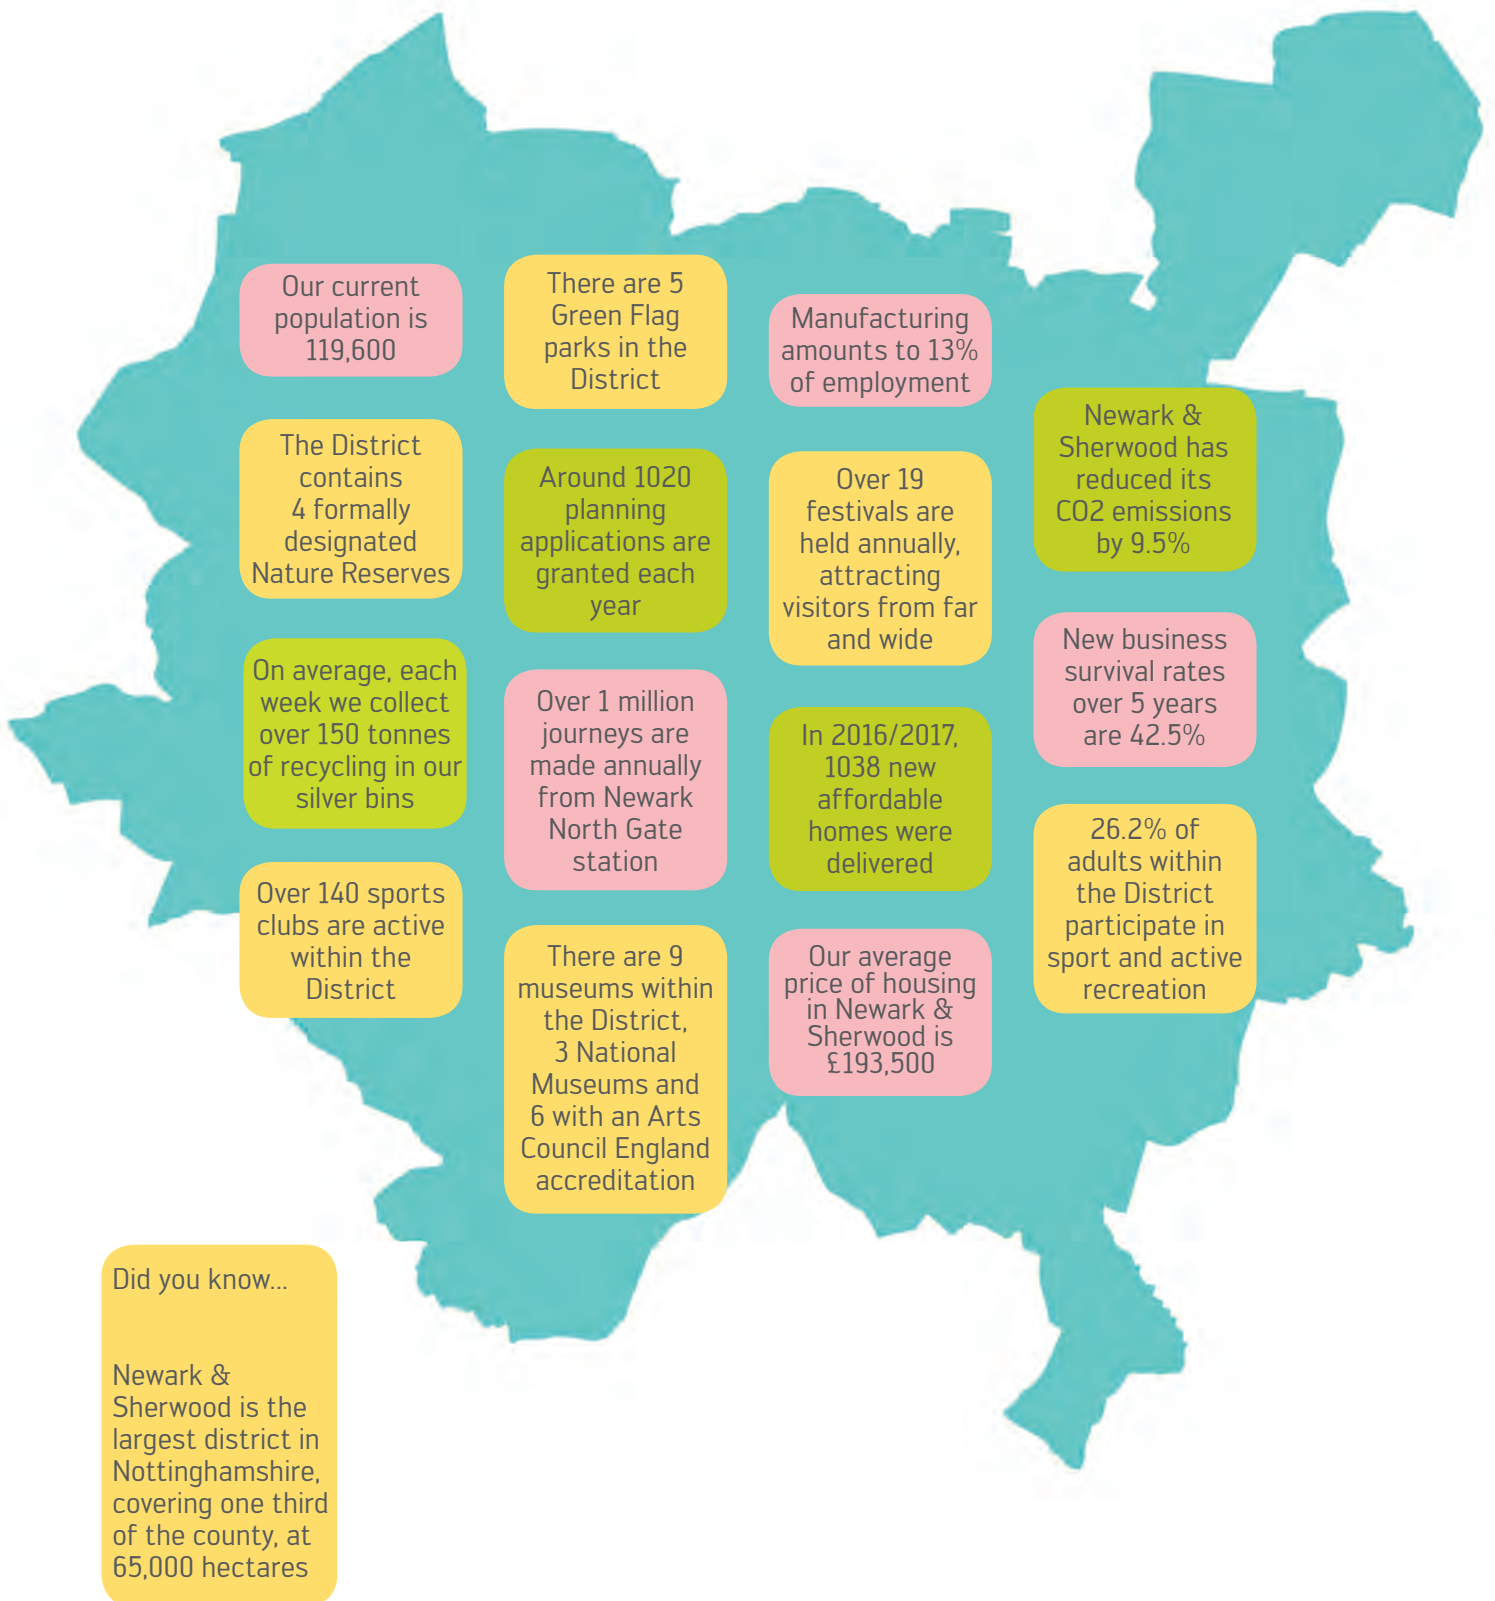 Our current
population is
119,600
There are 5
Green Flag
parks in the
District
Manufacturing
amounts to 13%
of employment
Newark &
Sherwood has
reduced its
CO2 emissions
by 9.5%
The District
contains
4 formally
designated
Nature Reserves
Around 1020
planning
applications are
granted each
year
Over 19
festivals are
held annually,
attracting
visitors from far
and wide
New business
survival rates
over 5 years
are 42.5%
On average, each
week we collect
over 150 tonnes
of recycling in our
silver bins
Over 1 million
journeys are
made annually
from Newark
North Gate
station
In 2016/2017,
1038 new
affordable
homes were
delivered
26.2% of
adults within
the District
participate in
sport and active
recreation
Over 140 sports
clubs are active
within the
District
There are 9
museums within
the District,
3 National
Museums and
6 with an Arts
Council England
accreditation
Our average
price of housing
in Newark &
Sherwood is
£193,500
Did you know...
Newark &
Sherwood is the
largest district in
Nottinghamshire,
covering one third
of the county, at
65,000 hectares